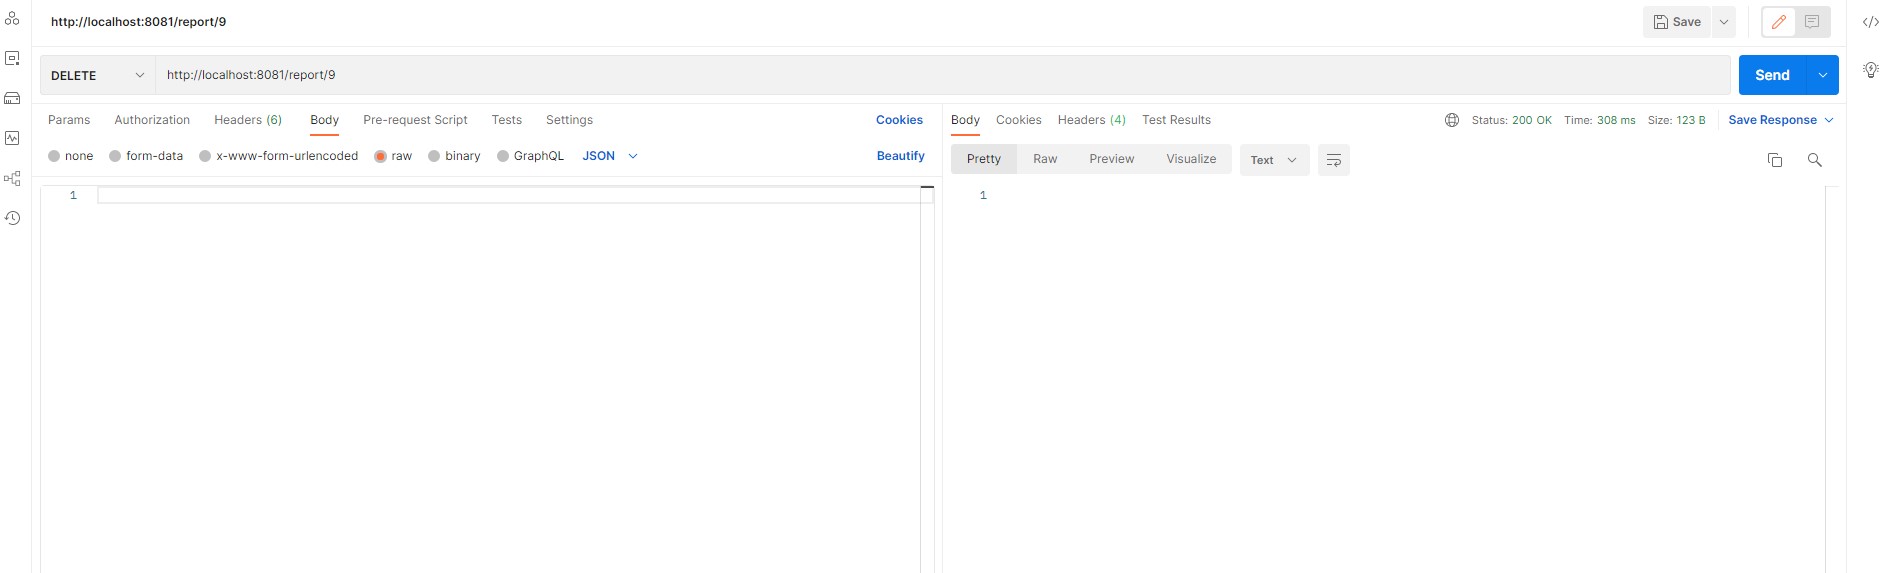 http://localhost:8081/report/9
Save
DELETE
http://localhost:8081/report/9
Send
Params Authorization Headers (6) Body Pre-request Script Tests Settings Cookies
none form-data x-www-form-urlencoded raw binary GraphQL JSON Beautify
1
Body Cookies Headers (4) Test Results Status: 200 OK Time: 308 ms Size: 123 B Save Response
Pretty Raw Preview Visualize Text
1